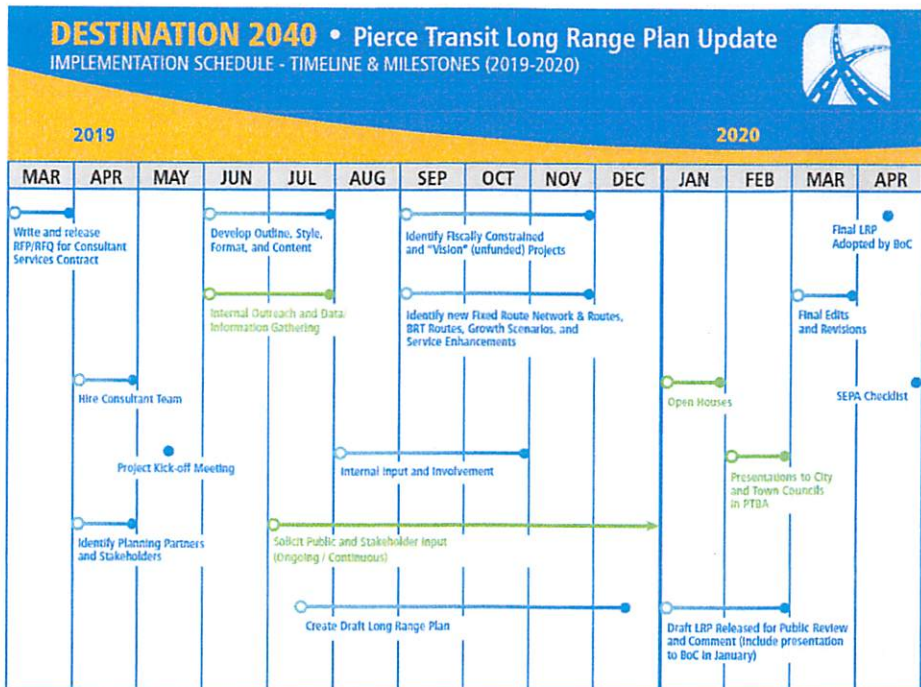 DESTINATION 2040 • Pierce Transit Long Range Plan Update
IMPLEMENTATION SCHEDULE - TIMELINE & MILESTONES (2019-2020)
2019
2020
MAR
APR
MAY
JUN
JUL
AUG
SEP
OCT
NOV
DEC
JAN
FEB
MAR
APR
Write and release
RFP/RFQ for Consultant
Services Contract
Develop Outline, Style,
Format, and Content
Identify Fiscally Constrained
and "Vision" (unfunded) Projects
Final LRP
Adopted by BoC
Internal Outreach and Data/
Information Gathering
Identify new Fixed Route Network & Routes,
BRT Routes, Growth Scenarios, and
Service Enhancements
Final Edits
and Revisions
Hire Consultant Team
Open Houses
SEPA Checklist
Project Kick-off Meeting
Internal Input and Involvement
Presentations to City
and Town Councils
in PTBA
Identify Planning Partners
and Stakeholders
Solicit Public and Stakeholder Input
(Ongoing / Continuous)
Create Draft Long Range Plan
Draft LRP Released for Public Review
and Comment (Include presentation
to BoC in January)